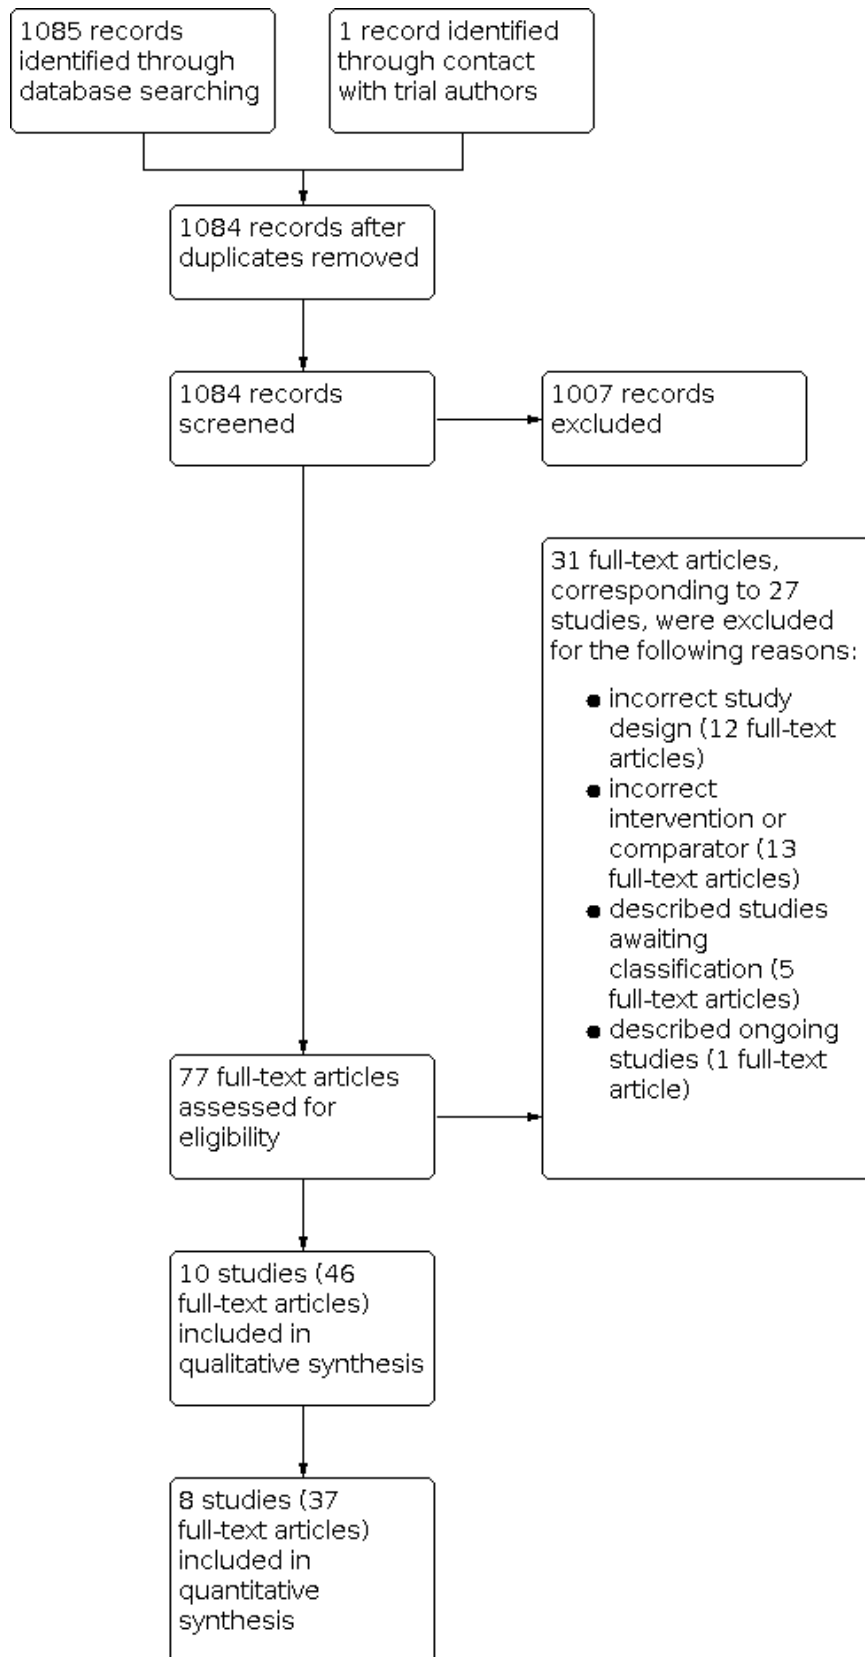 1085 records
identified through
database searching
1 record identified
through contact
with trial authors
1084 records after
duplicates removed
1084 records
screened
1007 records
excluded
31 full-text articles,
corresponding to 27
studies, were excluded
for the following reasons:
● incorrect study
design (12 full-text
articles)
● incorrect
intervention or
comparator (13
full-text articles)
● described studies
awaiting
classification (5
full-text articles)
● described ongoing
studies (1 full-text
article)
77 full-text articles
assessed for
eligibility
10 studies (46
full-text articles)
included in
qualitative synthesis
8 studies (37
full-text articles)
included in
quantitative
synthesis